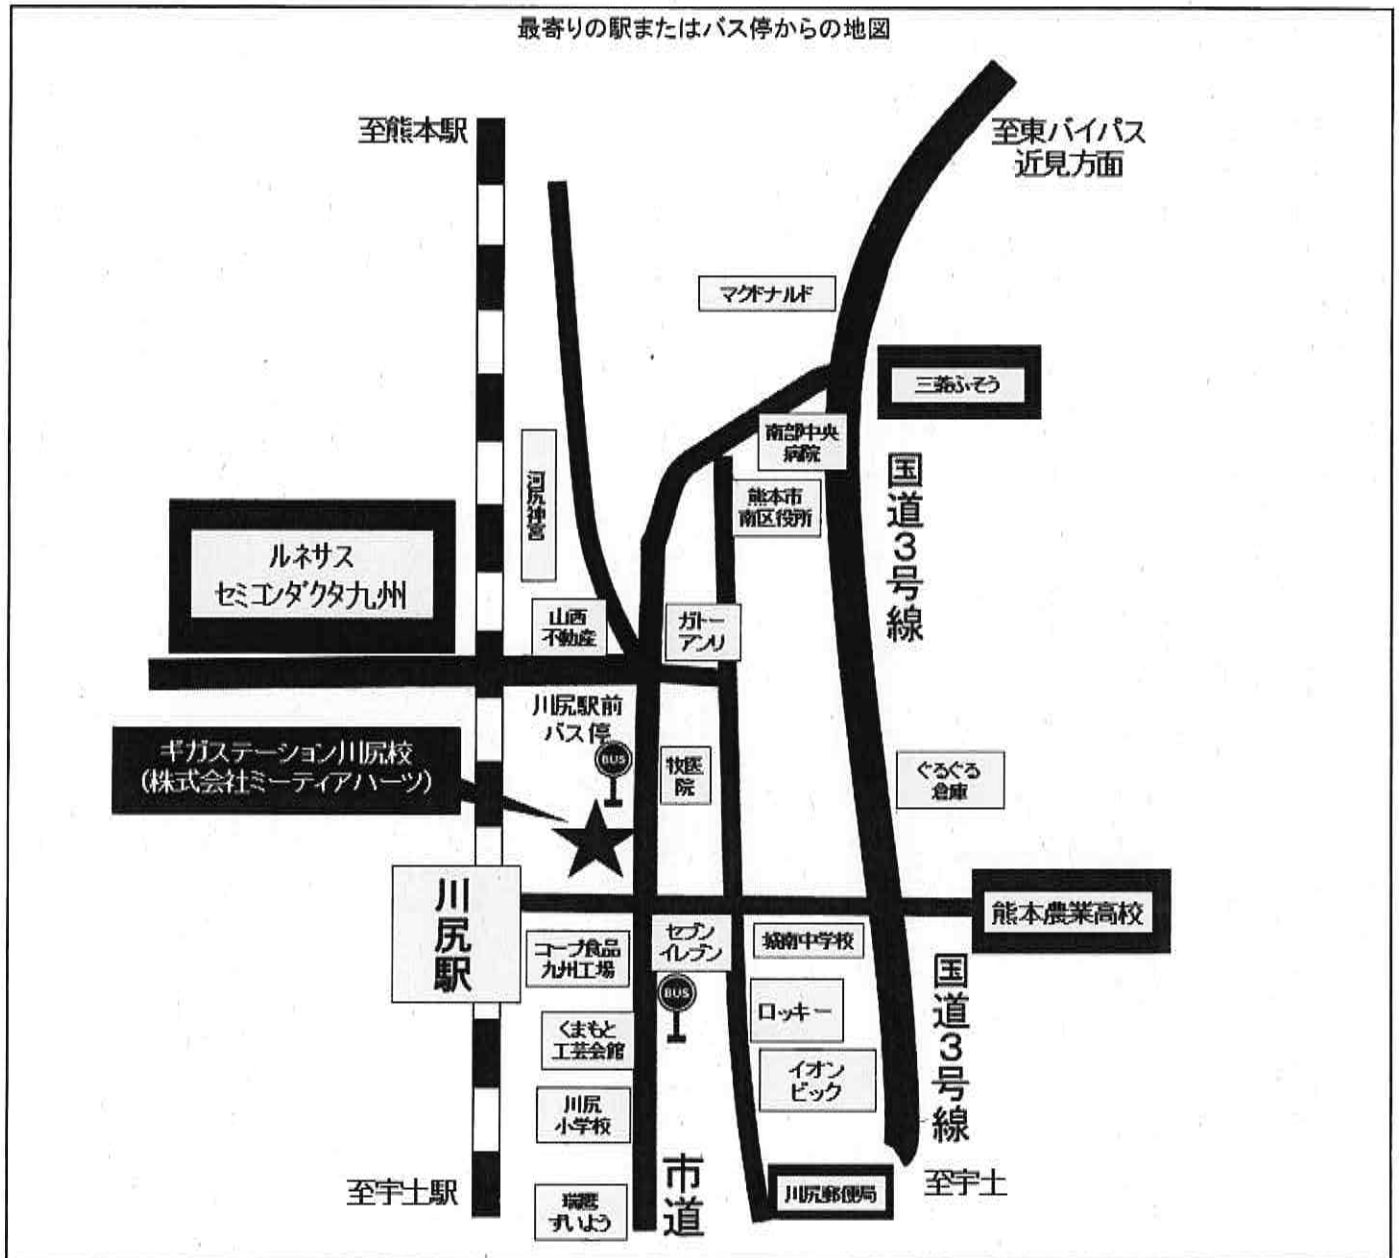 最寄りの駅またはバス停からの地図
至熊本駅
至東バイパス
近見方面
マクドナルド
三菱ふそう
南部中央
病院
河尻神宮
熊本市
南区役所
国道3号線
ルネサス
セミコンダクタ九州
山西
不動産
ガトー
アンリ
川尻駅前
バス停
BUS
ギガステーション川尻校
(株式会社ミーティアハーツ)
牧医
院
ぐるぐる
倉庫
川尻駅
熊本農業高校
コープ食品
九州工場
セブン
イレブン
城南中学校
BUS
ロッキー
国道3号線
くまもと
工芸会館
イオン
ビック
川尻
小学校
市道
至宇土駅
瑞鷹
ずいよう
川尻郵便局
至宇土